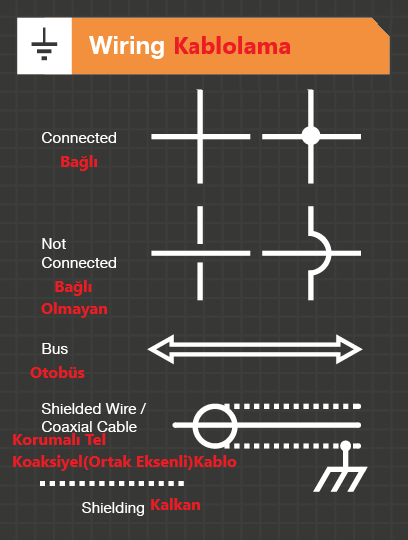 Wiring Kablolama
Connected
Bağlı
Not
Connected
Bağlı
Olmayan
Bus
Otobüs
Shielded Wire /
Coaxial Cable
Korumalı Tel
Koaksiyel(Ortak Eksenli)Kablo
Shielding Kalkan